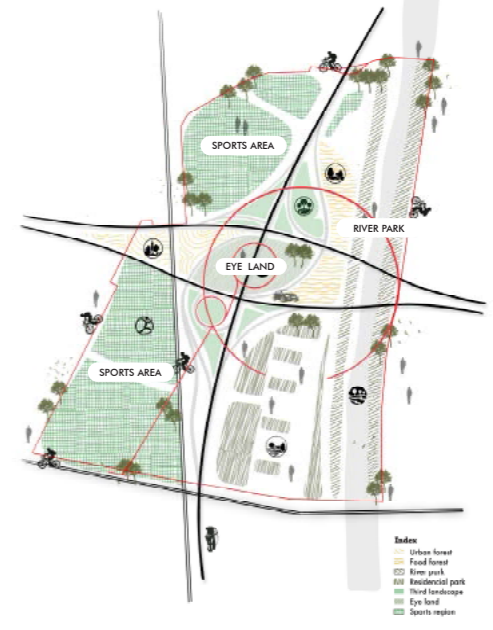 SPORTS AREA
RIVER PARK
EYE LAND
SPORTS AREA
Index
Urban forest
Food forest
River park
Residencial park
Third landscape
Eye land
Sports region